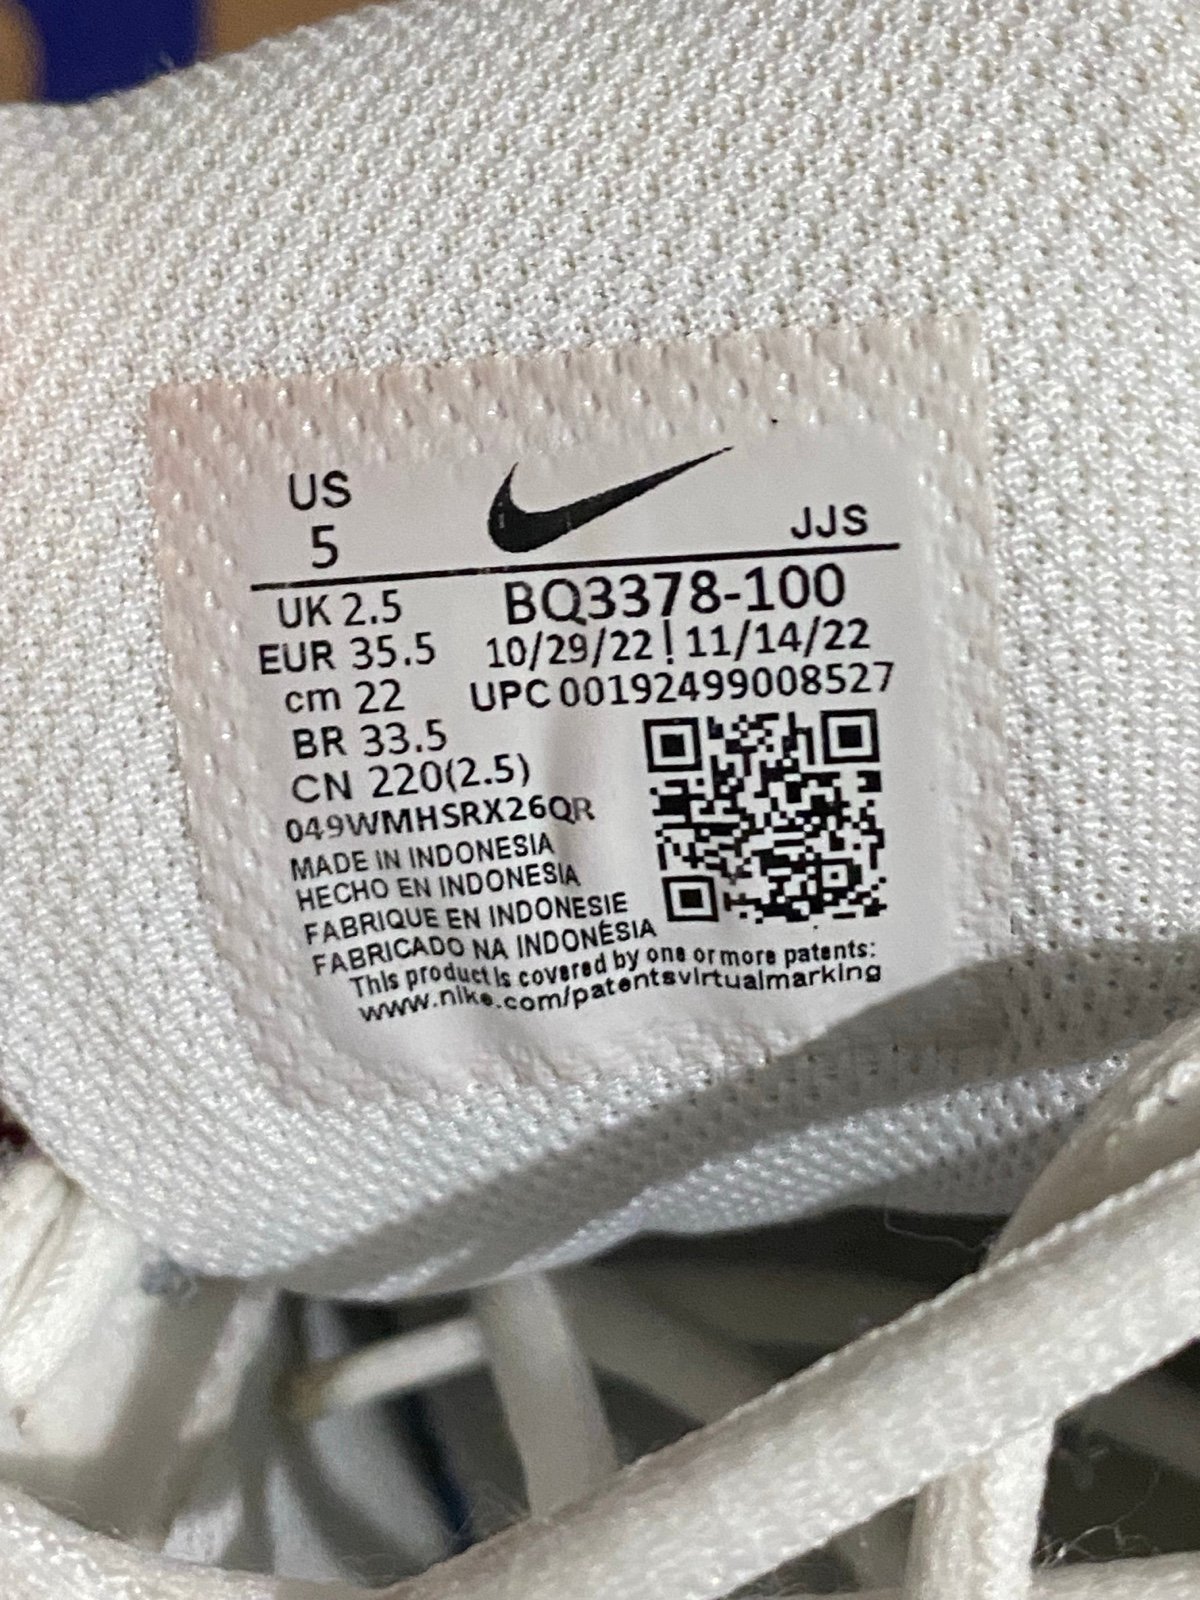 US
5
JJS
UK 2.5
BQ3378-100
EUR 35.5
10/29/22 | 11/14/22
cm 22
UPC 00192499008527
BR 33.5
CN 220(2.5)
049WMHSRX26QR
MADE IN INDONESIA
HECHO EN INDONESIA
FABRIQUE EN INDONESIE
FABRICADO NA INDONÉSIA
This product is covered by one or more patents:
www.nike.com/patentsvirtualmarking